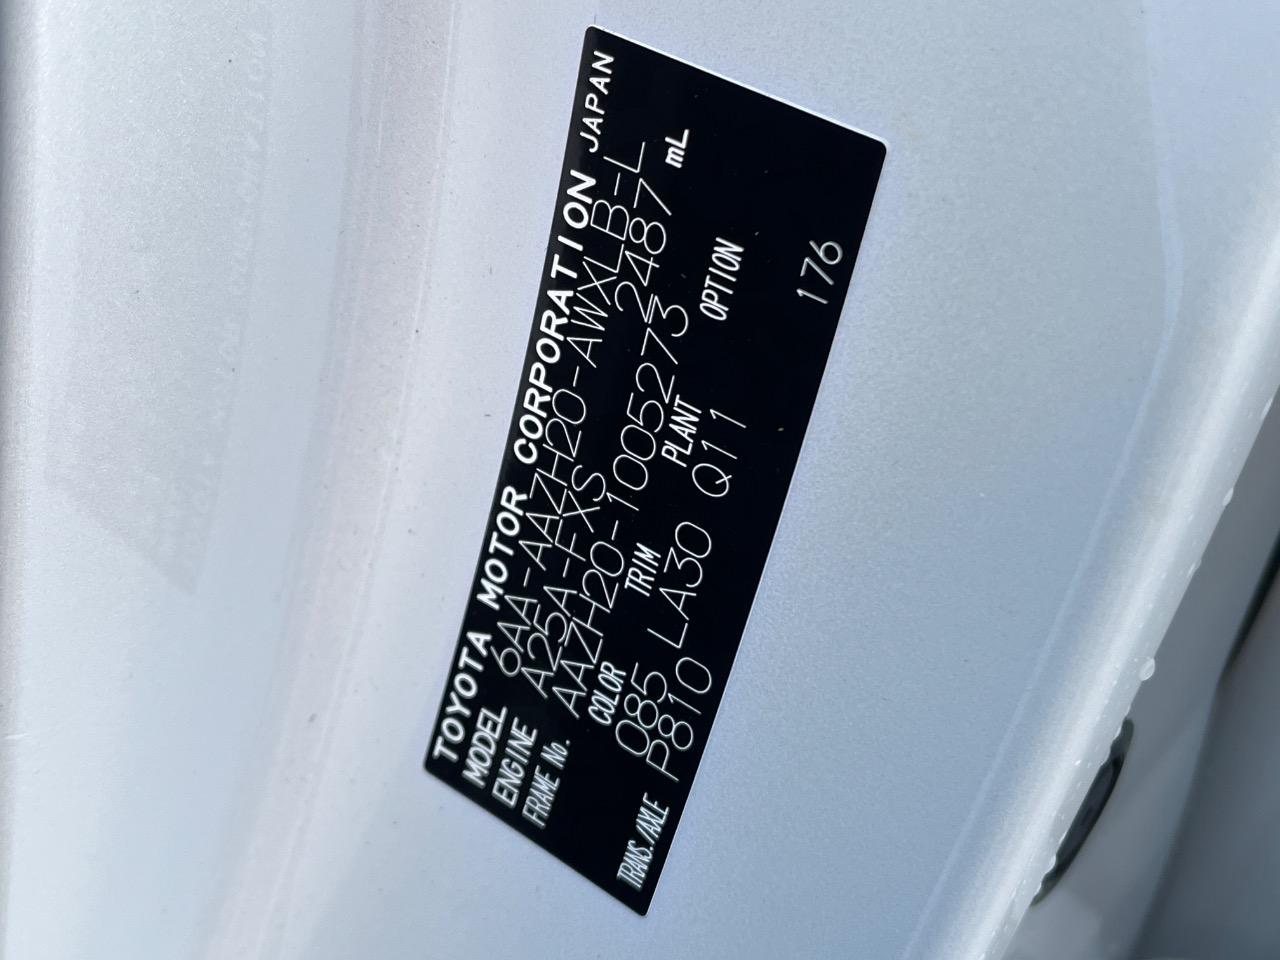 TOYOTA MOTOR CORPORATION JAPAN
MODEL 6AA-AAZH20-AWXLB-L
ENGINE A25A-FXS 2487 mL
FRAME No. AAZH20-1005273
COLOR TRIM PLANT OPTION
085 LA30 Q11
TRANS./AXLE P810 176